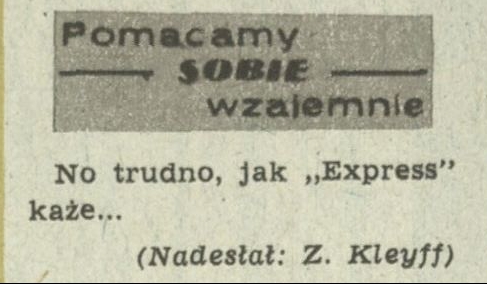 Pomacamy
SOBIE
wzajemnie
No trudno, jak „Express”
każe...
(Nadesłał: Z. Kleyff)